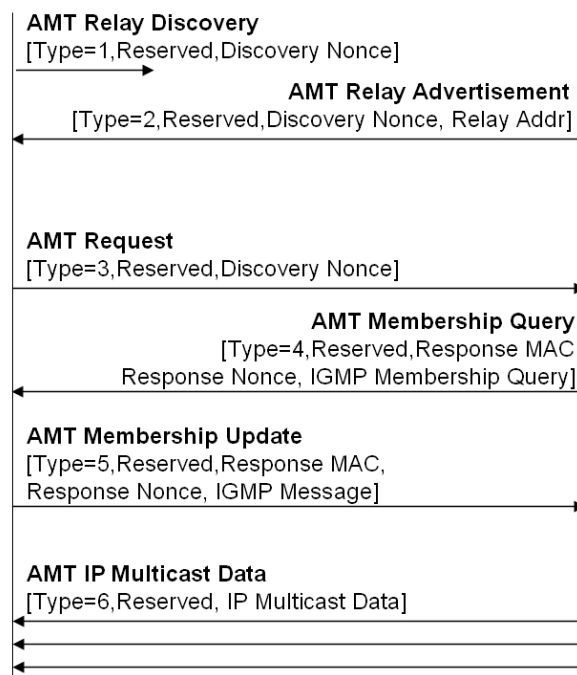 AMT Relay Discovery
[Type=1,Reserved,Discovery Nonce]
AMT Relay Advertisement
[Type=2,Reserved,Discovery Nonce, Relay Addr]
AMT Request
[Type=3,Reserved,Discovery Nonce]
AMT Membership Query
[Type=4,Reserved,Response MAC
Response Nonce, IGMP Membership Query]
AMT Membership Update
[Type=5,Reserved,Response MAC,
Response Nonce, IGMP Message]
AMT IP Multicast Data
[Type=6,Reserved, IP Multicast Data]